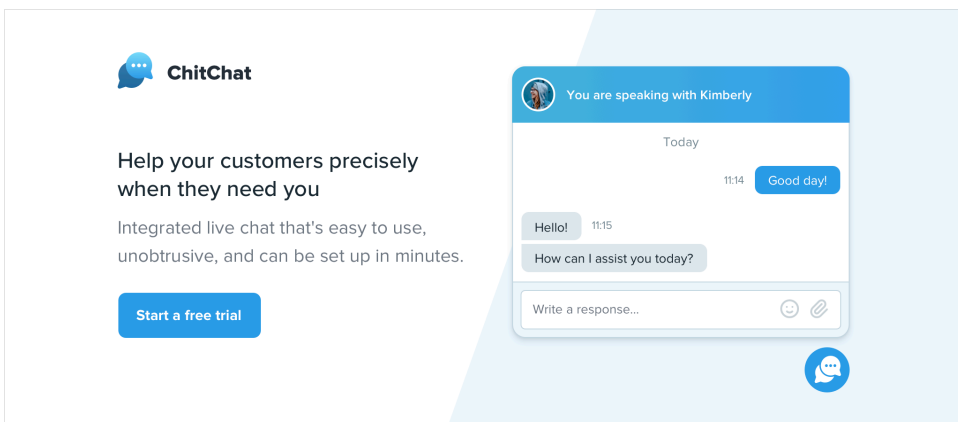 ChitChat
Help your customers precisely
when they need you
Integrated live chat that's easy to use,
unobtrusive, and can be set up in minutes.
Start a free trial
You are speaking with Kimberly
Today
11:14 Good day!
Hello! 11:15
How can I assist you today?
Write a response...